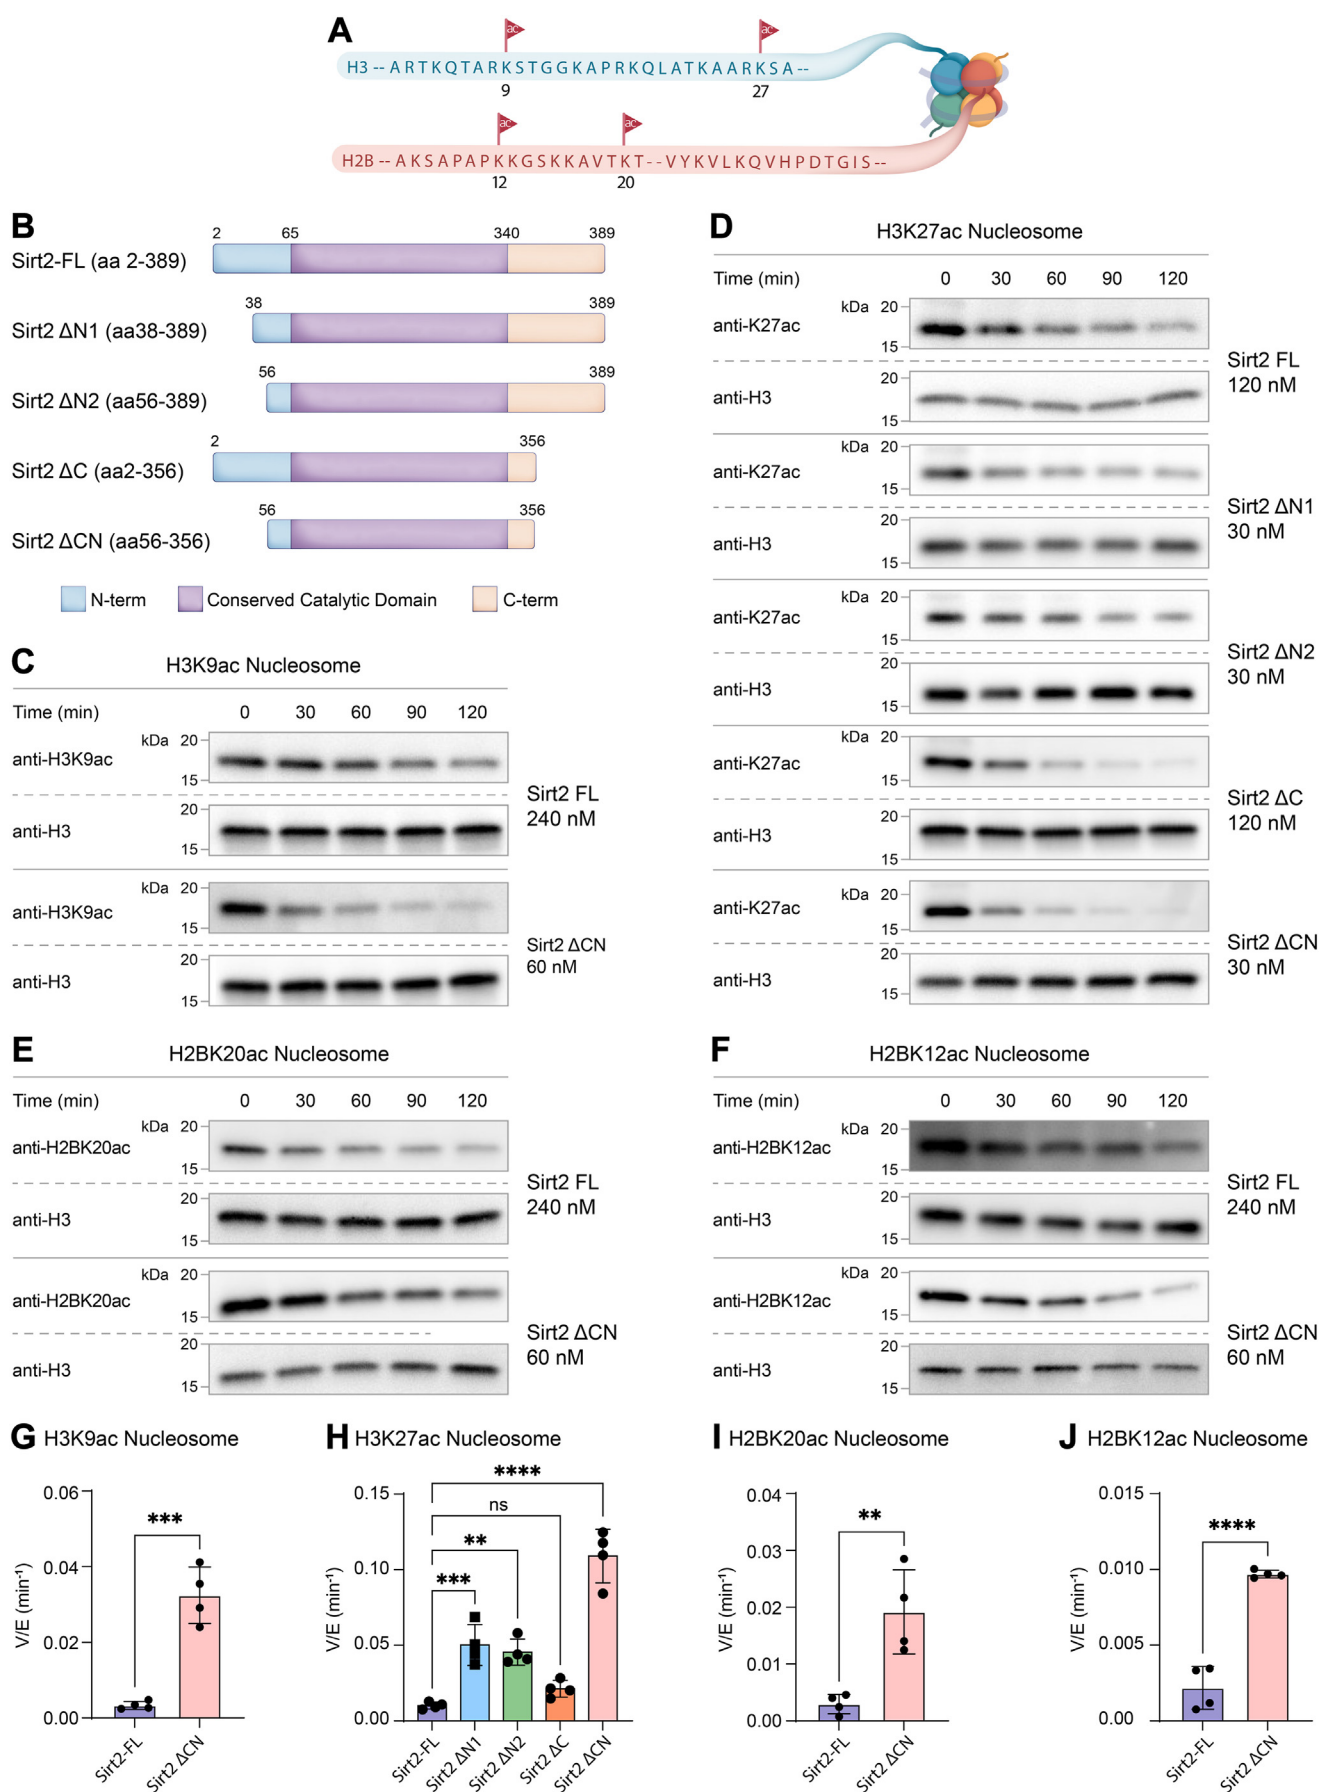 A
ac ac
H3 -- A R T K Q T A R K S T G G K A P R K Q L A T K A A R K S A --
9 27
ac ac
H2B -- A K S A P A P K K G S K K A V T K T -- V Y K V L K Q V H P D T G I S --
12 20
B
2 65 340 389
Sirt2-FL (aa 2-389)
38 389
Sirt2 ΔN1 (aa38-389)
56 389
Sirt2 ΔN2 (aa56-389)
2 356
Sirt2 ΔC (aa2-356)
56 356
Sirt2 ΔCN (aa56-356)
N-term Conserved Catalytic Domain C-term
C H3K9ac Nucleosome
Time (min) 0 30 60 90 120
kDa 20
anti-H3K9ac
15
Sirt2 FL
240 nM
20
anti-H3
15
kDa 20
anti-H3K9ac
15
Sirt2 ΔCN
60 nM
20
anti-H3
15
D H3K27ac Nucleosome
Time (min) 0 30 60 90 120
kDa 20
anti-K27ac
15
Sirt2 FL
120 nM
20
anti-H3
15
kDa 20
anti-K27ac
15
Sirt2 ΔN1
30 nM
20
anti-H3
15
kDa 20
anti-K27ac
15
Sirt2 ΔN2
30 nM
20
anti-H3
15
kDa 20
anti-K27ac
15
Sirt2 ΔC
120 nM
20
anti-H3
15
kDa 20
anti-K27ac
15
Sirt2 ΔCN
30 nM
20
anti-H3
15
E H2BK20ac Nucleosome
Time (min) 0 30 60 90 120
kDa 20
anti-H2BK20ac
15
Sirt2 FL
240 nM
20
anti-H3
15
kDa 20
anti-H2BK20ac
15
Sirt2 ΔCN
60 nM
20
anti-H3
15
F H2BK12ac Nucleosome
Time (min) 0 30 60 90 120
kDa 20
anti-H2BK12ac
15
Sirt2 FL
240 nM
20
anti-H3
15
kDa 20
anti-H2BK12ac
15
Sirt2 ΔCN
60 nM
20
anti-H3
15
G H3K9ac Nucleosome
0.06
***
0.04
V/E (min⁻¹)
0.02
0.00
Sirt2-FL
Sirt2 ΔCN
H H3K27ac Nucleosome
****
0.15
ns
**
0.10
***
V/E (min⁻¹)
0.05
0.00
Sirt2-FL
Sirt2 ΔN1
Sirt2 ΔN2
Sirt2 ΔC
Sirt2 ΔCN
I H2BK20ac Nucleosome
0.04
**
0.03
V/E (min⁻¹)
0.02
0.01
0.00
Sirt2-FL
Sirt2 ΔCN
J H2BK12ac Nucleosome
0.015
****
0.010
V/E (min⁻¹)
0.005
0.00
Sirt2-FL
Sirt2 ΔCN